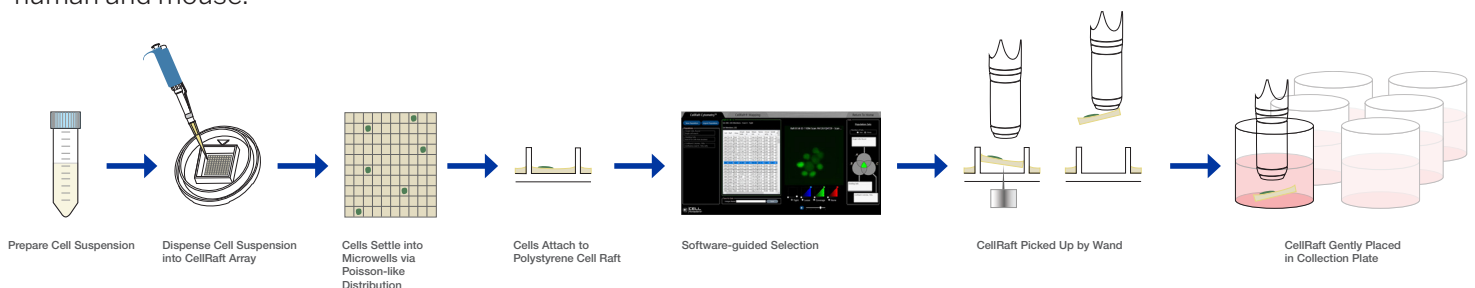 human and mouse.
Prepare Cell Suspension
Dispense Cell Suspension
into CellRaft Array
Cells Settle into
Microwells via
Poisson-like
Distribution
Cells Attach to
Polystyrene Cell Raft
Software-guided Selection
CellRaft Picked Up by Wand
CellRaft Gently Placed
in Collection Plate